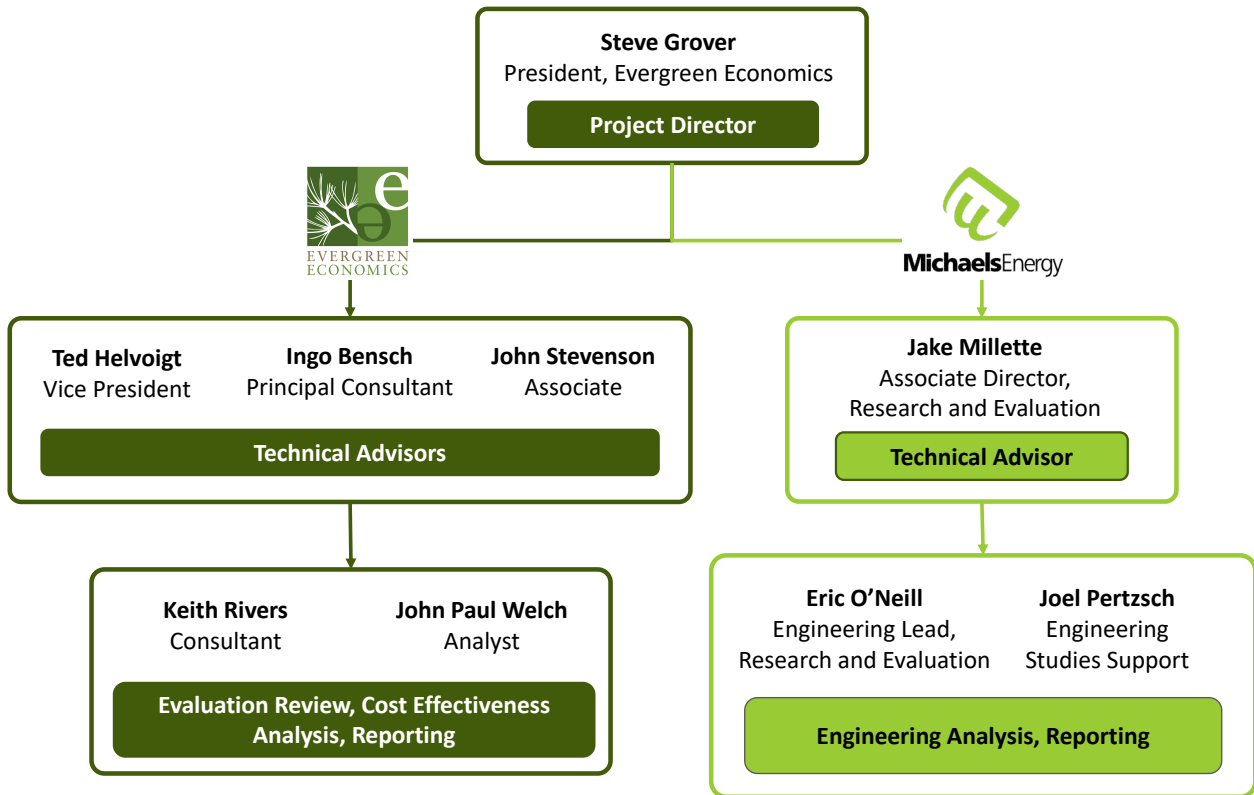 Steve Grover
President, Evergreen Economics
Project Director
e
e
EVERGREEN
ECONOMICS
MichaelsEnergy
Ted Helvoigt
Vice President
Ingo Bensch
Principal Consultant
John Stevenson
Associate
Technical Advisors
Jake Millette
Associate Director,
Research and Evaluation
Technical Advisor
Keith Rivers
Consultant
John Paul Welch
Analyst
Evaluation Review, Cost Effectiveness
Analysis, Reporting
Eric O’Neill
Engineering Lead,
Research and Evaluation
Joel Pertzsch
Engineering
Studies Support
Engineering Analysis, Reporting